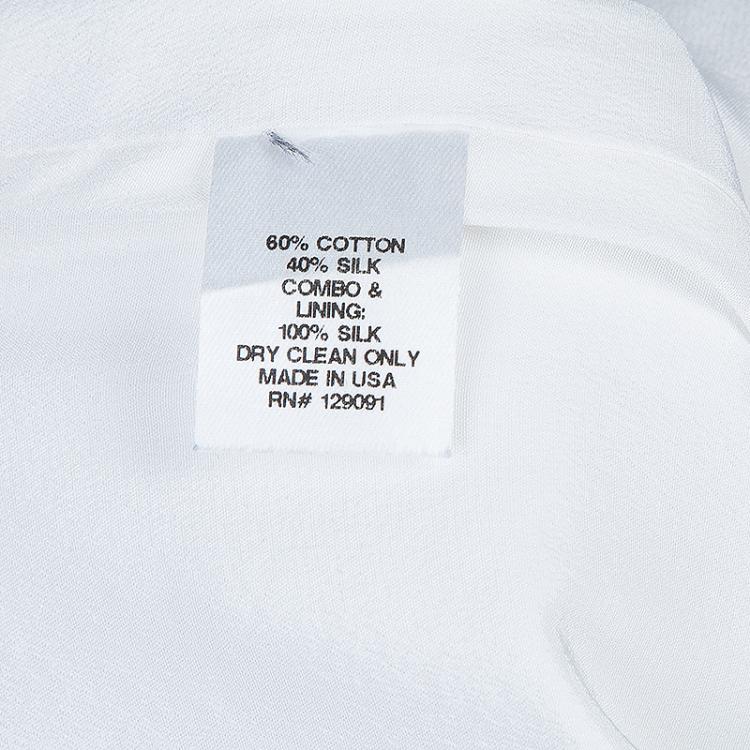 60% COTTON
40% SILK
COMBO &
LINING:
100% SILK
DRY CLEAN ONLY
MADE IN USA
RN# 129091